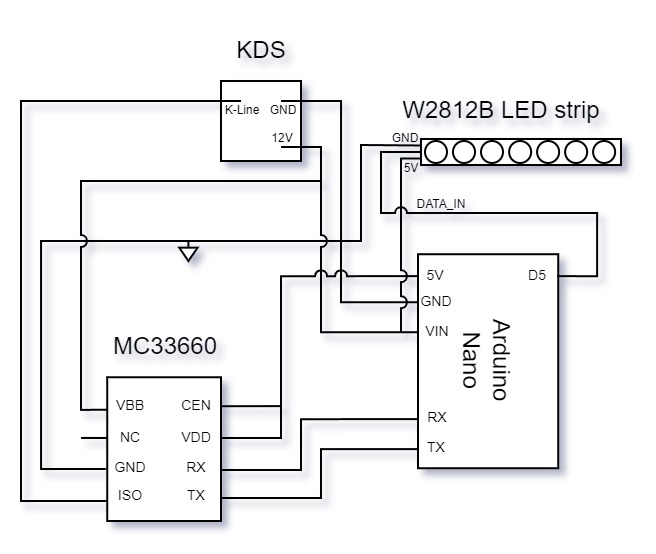 KDS
K-Line
GND
12V
W2812B LED strip
GND
5V
DATA_IN
5V
D5
GND
VIN
Arduino
Nano
RX
TX
MC33660
VBB
CEN
NC
VDD
GND
RX
ISO
TX